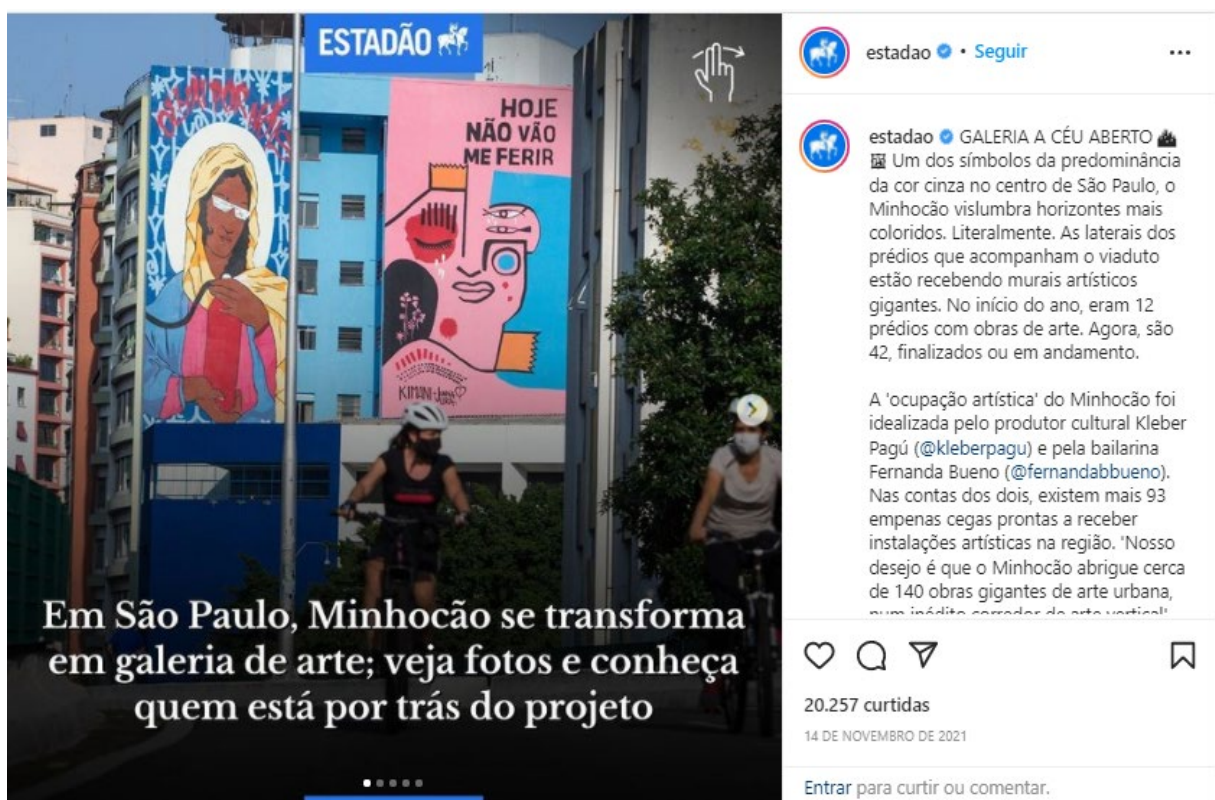 ESTADÃO
HOJE
NÃO VÃO
ME FERIR
KIMANI
Em São Paulo, Minhocão se transforma
em galeria de arte; veja fotos e conheça
quem está por trás do projeto
estadao • Seguir
estadao GALERIA A CÉU ABERTO
Um dos símbolos da predominância
da cor cinza no centro de São Paulo, o
Minhocão vislumbra horizontes mais
coloridos. Literalmente. As laterais dos
prédios que acompanham o viaduto
estão recebendo murais artísticos
gigantes. No início do ano, eram 12
prédios com obras de arte. Agora, são
42, finalizados ou em andamento.
A 'ocupação artística' do Minhocão foi
idealizada pelo produtor cultural Kleber
Pagú (@kleberpagu) e pela bailarina
Fernanda Bueno (@fernandabbueno).
Nas contas dos dois, existem mais 93
empenas cegas prontas a receber
instalações artísticas na região. 'Nosso
desejo é que o Minhocão abrigue cerca
de 140 obras gigantes de arte urbana,
num inédito corredor de arte vertical'
20.257 curtidas
14 DE NOVEMBRO DE 2021
Entrar para curtir ou comentar.